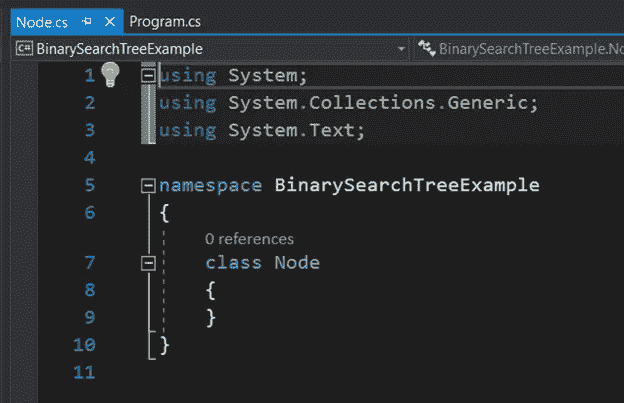 Node.cs Program.cs
C# BinarySearchTreeExample BinarySearchTreeExample.No
1 using System;
2 using System.Collections.Generic;
3 using System.Text;
4
5 namespace BinarySearchTreeExample
6 {
0 references
7 class Node
8 {
9 }
10 }
11